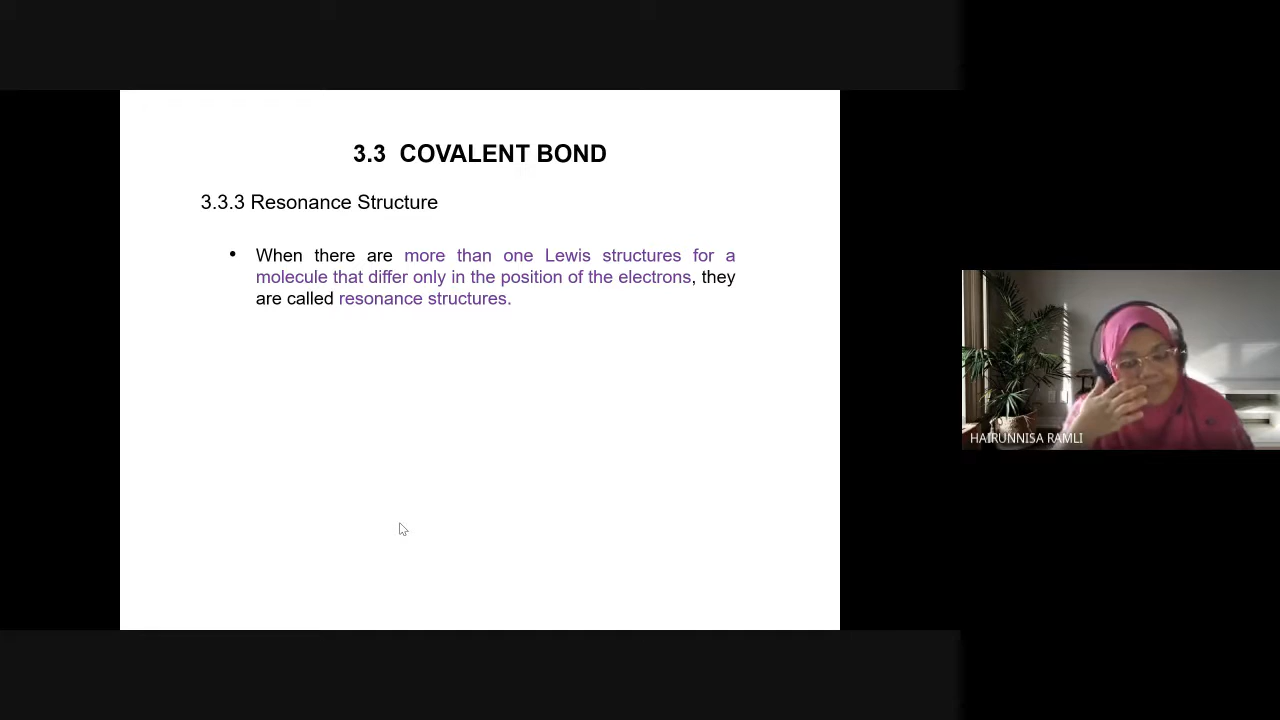 3.3 COVALENT BOND
3.3.3 Resonance Structure
• When there are more than one Lewis structures for a
molecule that differ only in the position of the electrons, they
are called resonance structures.
HAIRUNNISA RAMLI